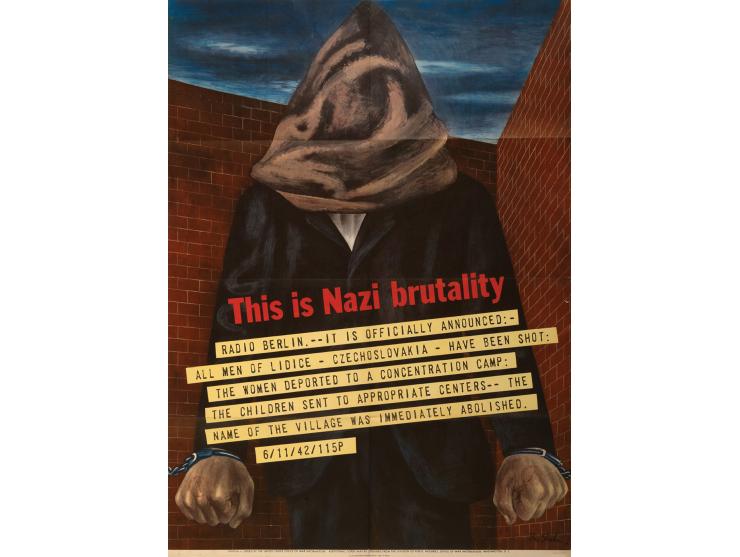 This is Nazi brutality
RADIO BERLIN.--IT IS OFFICIALLY ANNOUNCED:-
ALL MEN OF LIDICE - CZECHOSLOVAKIA - HAVE BEEN SHOT:
THE WOMEN DEPORTED TO A CONCENTRATION CAMP:
THE CHILDREN SENT TO APPROPRIATE CENTERS-- THE
NAME OF THE VILLAGE WAS IMMEDIATELY ABOLISHED.
6/11/42/115P